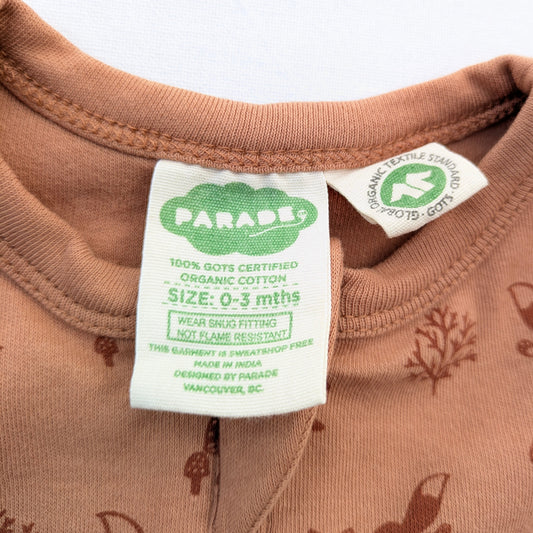 PARADE
100% GOTS CERTIFIED
ORGANIC COTTON
SIZE: 0-3 mths
WEAR SNUG FITTING
NOT FLAME RESISTANT
THIS GARMENT IS SWEATSHOP FREE
MADE IN INDIA
DESIGNED BY PARADE
VANCOUVER, BC.
GLOBAL ORGANIC TEXTILE STANDARD · GOTS ·